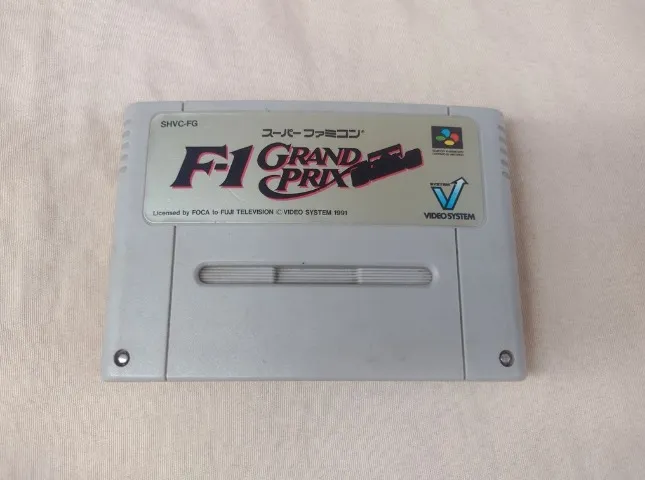 SHVC-FG
スーパーファミコン
F-1 GRAND PRIX
SYSTEM
VIDEO SYSTEM
Licensed by FOCA to FUJI TELEVISION © VIDEO SYSTEM 1991